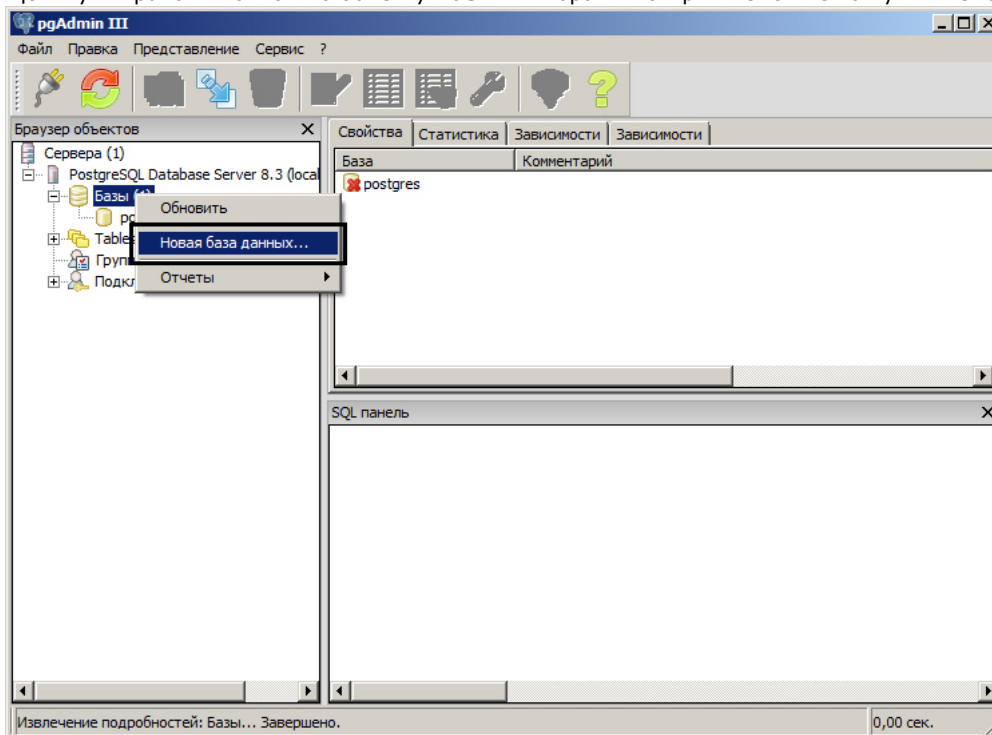 pgAdmin III
Файл Правка Представление Сервис ?
Браузер объектов
Сервера (1)
PostgreSQL Database Server 8.3 (local
Базы (1)
Tables
Обновить
Новая база данных...
Отчеты
Свойства Статистика Зависимости Зависимости
База Комментарий
postgres
SQL панель
Извлечение подробностей: Базы... Завершено.
0,00 сек.